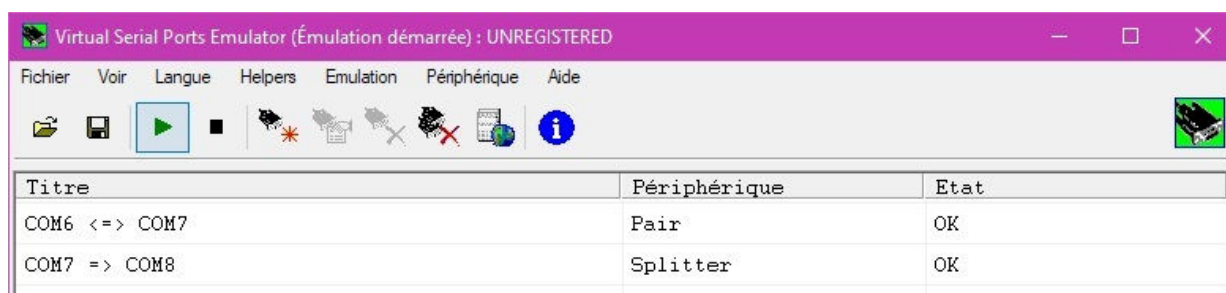 Virtual Serial Ports Emulator (Émulation démarrée) : UNREGISTERED
Fichier Voir Langue Helpers Emulation Périphérique Aide
Titre Périphérique Etat
COM6 <=> COM7 Pair OK
COM7 => COM8 Splitter OK